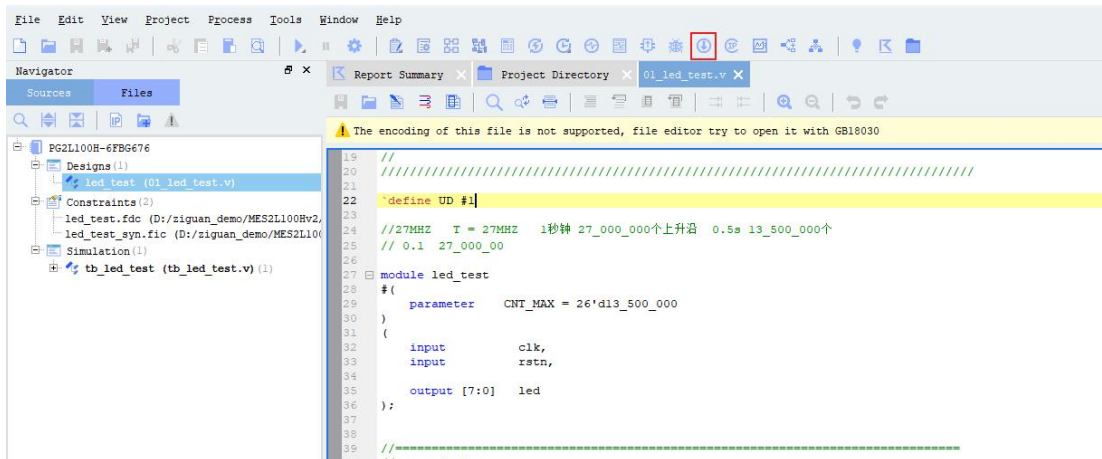 File Edit View Project Process Tools Window Help
Navigator
Report Summary Project Directory 01_led_test.v
Sources Files
The encoding of this file is not supported, file editor try to open it with GB18030
PG2L100H-6FBG676
Designs(1)
led_test (01_led_test.v)
Constraints(2)
led_test.fdc (D:/ziguan_demo/MES2L100Hv2/
led_test_syn.fic (D:/ziguan_demo/MES2L100
Simulation(1)
tb_led_test (tb_led_test.v)(1)
19 //
20 //////////////////////////////////////////////////////////////////////////////////
21
22 `define UD #1
23
24 //27MHZ T = 27MHZ 1秒钟 27_000_000个上升沿 0.5s 13_500_000个
25 // 0.1 27_000_00
26
27 module led_test
28 #(
29 parameter CNT_MAX = 26'd13_500_000
30 )
31 (
32 input clk,
33 input rstn,
34
35 output [7:0] led
36 );
37
38
39 //==============================================================================